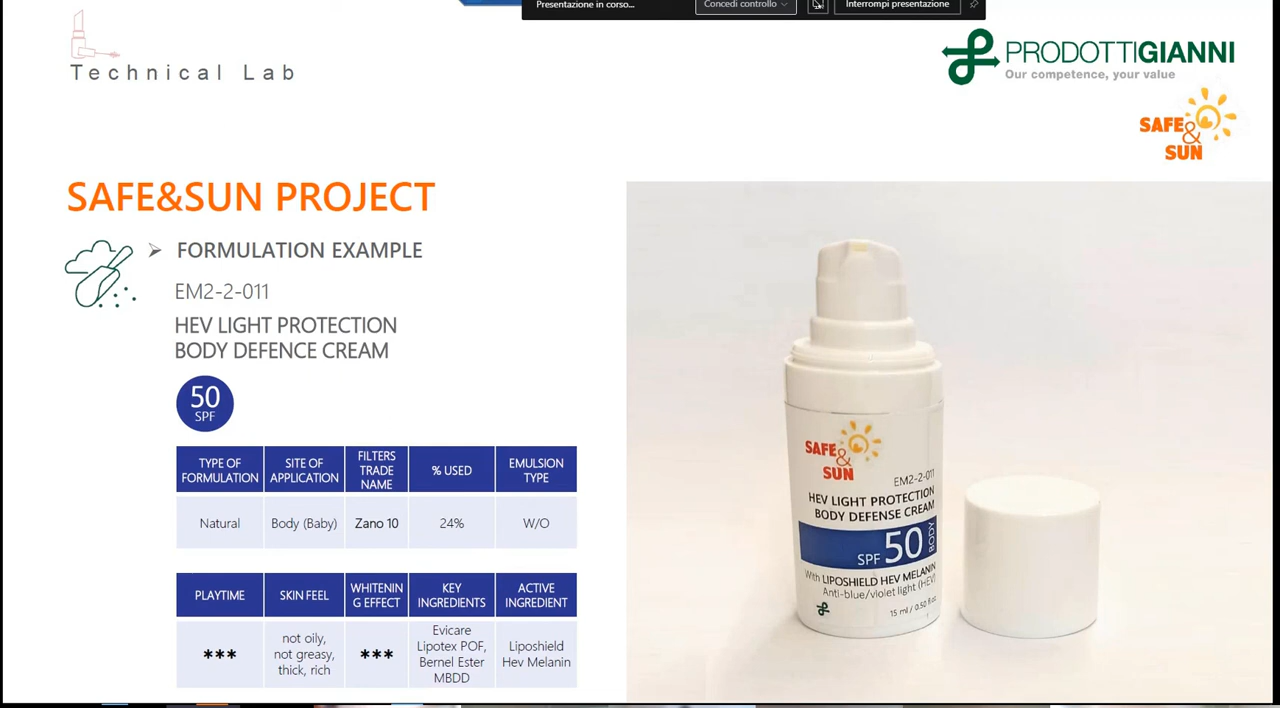 Presentazione in corso...
Concedi controllo
Interrompi presentazione
Technical Lab
PRODOTTIGIANNI
Our competence, your value
SAFE
&
SUN
SAFE&SUN PROJECT
FORMULATION EXAMPLE
EM2-2-011
HEV LIGHT PROTECTION
BODY DEFENCE CREAM
50
SPF
TYPE OF
FORMULATION
SITE OF
APPLICATION
FILTERS
TRADE
NAME
% USED
EMULSION
TYPE
Natural
Body (Baby)
Zano 10
24%
W/O
PLAYTIME
SKIN FEEL
WHITENIN
G EFFECT
KEY
INGREDIENTS
ACTIVE
INGREDIENT
***
not oily,
not greasy,
thick, rich
***
Evicare
Lipotex POF,
Bernel Ester
MBDD
Liposhield
Hev Melanin
SAFE
&
SUN
EM2-2-011
HEV LIGHT PROTECTION
BODY DEFENSE CREAM
SPF 50 BODY
With LIPOSHIELD HEV MELANIN
Anti-blue/violet light (HEV)
15 ml / 0.50 fl.oz